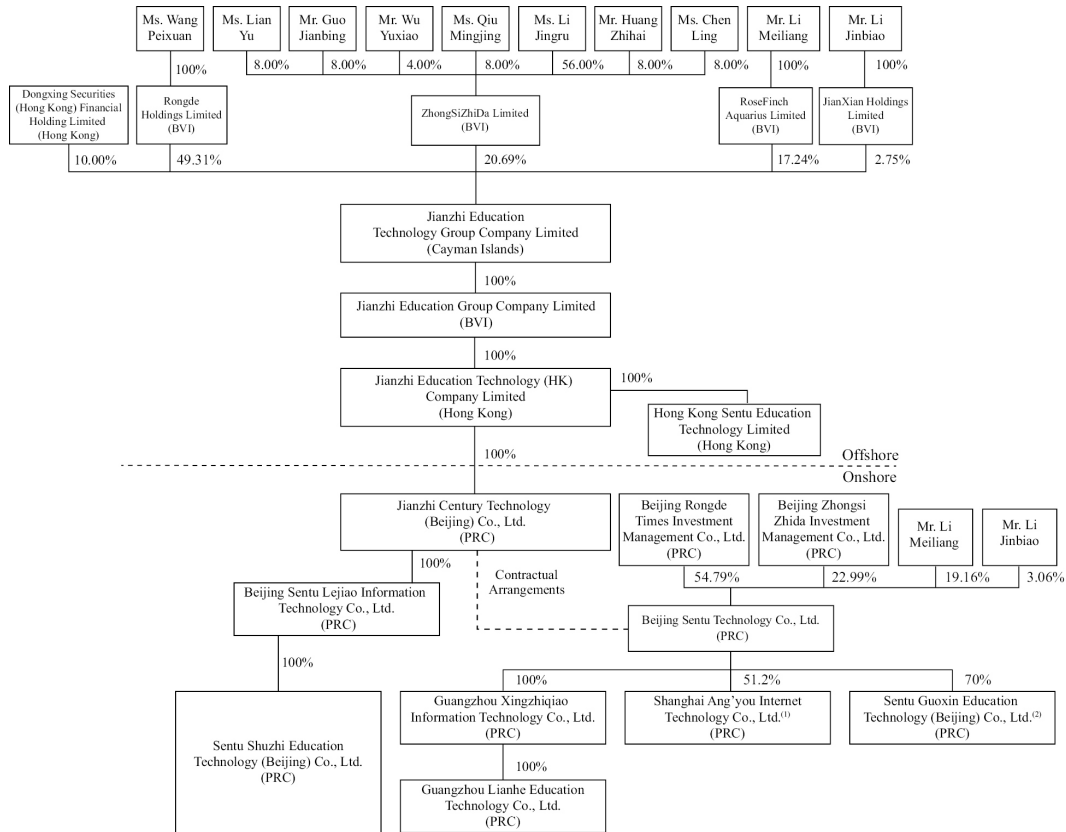 Ms. Wang
Peixuan
Ms. Lian
Yu
Mr. Guo
Jianbing
Mr. Wu
Yuxiao
Ms. Qiu
Mingjing
Ms. Li
Jingru
Mr. Huang
Zhihai
Ms. Chen
Ling
Mr. Li
Meiliang
Mr. Li
Jinbiao
100%
8.00%
8.00%
4.00%
8.00%
56.00%
8.00%
8.00%
100%
100%
Dongxing Securities
(Hong Kong) Financial
Holding Limited
(Hong Kong)
Rongde
Holdings Limited
(BVI)
ZhongSiZhiDa Limited
(BVI)
RoseFinch
Aquarius Limited
(BVI)
JianXian Holdings
Limited
(BVI)
10.00%
49.31%
20.69%
17.24%
2.75%
Jianzhi Education
Technology Group Company Limited
(Cayman Islands)
100%
Jianzhi Education Group Company Limited
(BVI)
100%
Jianzhi Education Technology (HK)
Company Limited
(Hong Kong)
100%
Hong Kong Sentu Education
Technology Limited
(Hong Kong)
100%
Offshore
Onshore
Jianzhi Century Technology
(Beijing) Co., Ltd.
(PRC)
Beijing Rongde
Times Investment
Management Co., Ltd.
(PRC)
Beijing Zhongsi
Zhida Investment
Management Co., Ltd.
(PRC)
Mr. Li
Meiliang
Mr. Li
Jinbiao
100%
Contractual
Arrangements
54.79%
22.99%
19.16%
3.06%
Beijing Sentu Lejiao Information
Technology Co., Ltd.
(PRC)
Beijing Sentu Technology Co., Ltd.
(PRC)
100%
100%
51.2%
70%
Sentu Shuzhi Education
Technology (Beijing) Co., Ltd.
(PRC)
Guangzhou Xingzhiqiao
Information Technology Co., Ltd.
(PRC)
Shanghai Ang’you Internet
Technology Co., Ltd.(1)
(PRC)
Sentu Guoxin Education
Technology (Beijing) Co., Ltd.(2)
(PRC)
100%
Guangzhou Lianhe Education
Technology Co., Ltd.
(PRC)